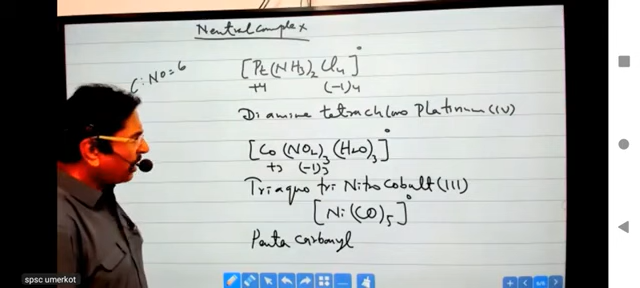 Neutral complex
C:NO=6
[Pt(NH3)2 Cl4]°
+4 (-1)4
Diamine tetrachloro Platinum(IV)
[Co(NO2)3(H2O)3]°
+3 (-1)3
Triaquo tri Nitro Cobalt(III)
[Ni(CO)5]°
Penta carbonyl
spsc umerkot